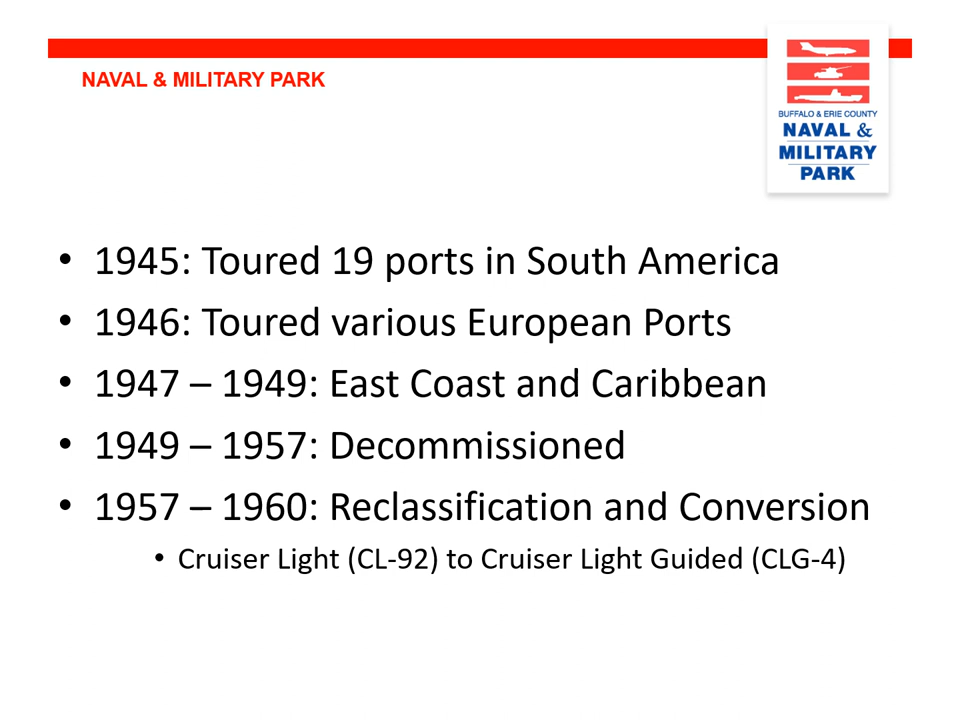 NAVAL & MILITARY PARK
BUFFALO & ERIE COUNTY
NAVAL &
MILITARY
PARK
• 1945: Toured 19 ports in South America
• 1946: Toured various European Ports
• 1947 – 1949: East Coast and Caribbean
• 1949 – 1957: Decommissioned
• 1957 – 1960: Reclassification and Conversion
• Cruiser Light (CL-92) to Cruiser Light Guided (CLG-4)